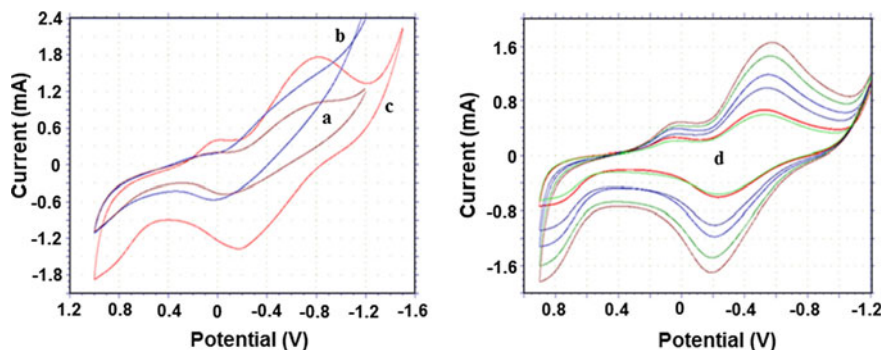 2.4
1.8
1.2
0.6
0
-0.6
-1.2
-1.8
Current (mA)
b
a
c
1.2 0.8 0.4 0 -0.4 -0.8 -1.2 -1.6
Potential (V)
1.6
0.8
0
-0.8
-1.6
Current (mA)
d
0.8 0.4 0 -0.4 -0.8 -1.2
Potential (V)